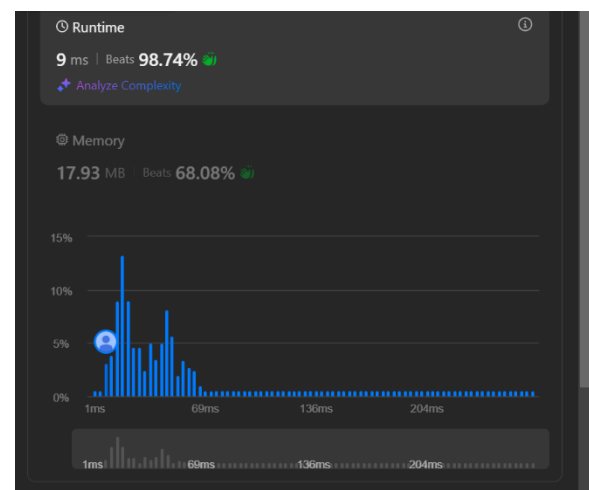 Runtime
9 ms | Beats 98.74%
Analyze Complexity
Memory
17.93 MB | Beats 68.08%
15%
10%
5%
0%
1ms 69ms 136ms 204ms
1ms 69ms 136ms 204ms